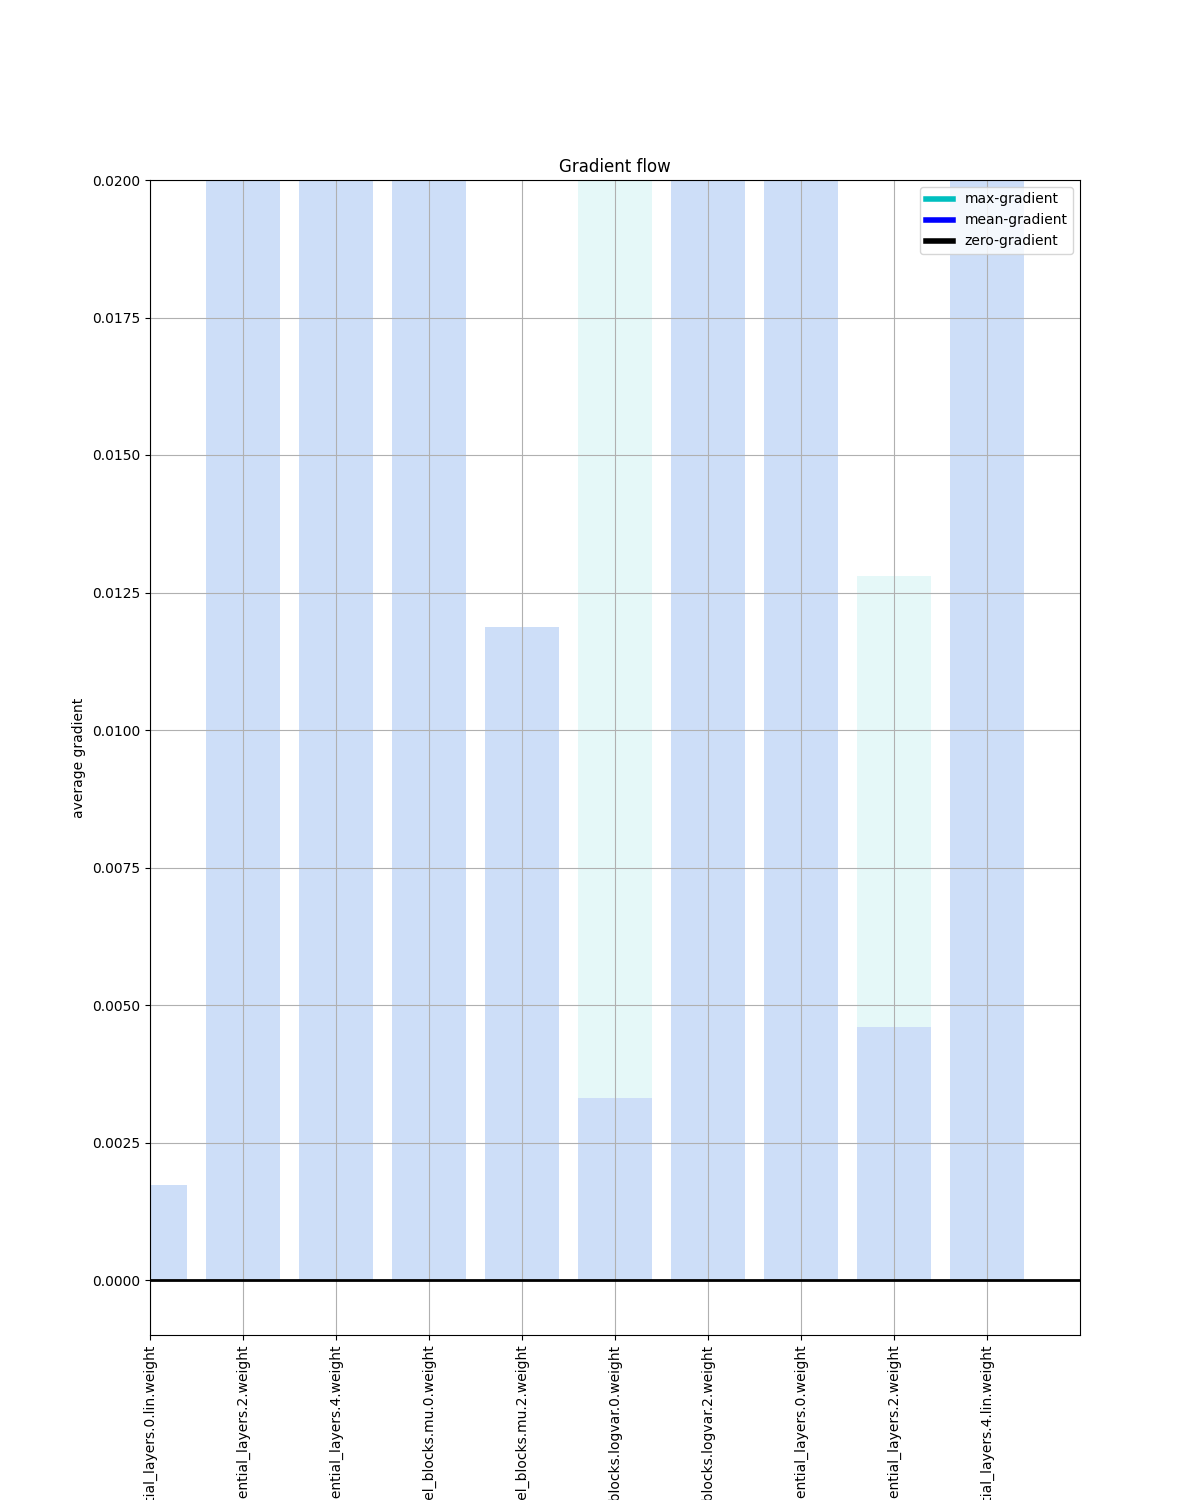 Gradient flow
max-gradient
mean-gradient
zero-gradient
0.0200
0.0175
0.0150
0.0125
0.0100
0.0075
0.0050
0.0025
0.0000
average gradient
tial_layers.0.lin.weight
ential_layers.2.weight
ential_layers.4.weight
el_blocks.mu.0.weight
el_blocks.mu.2.weight
blocks.logvar.0.weight
blocks.logvar.2.weight
ential_layers.0.weight
ential_layers.2.weight
tial_layers.4.lin.weight